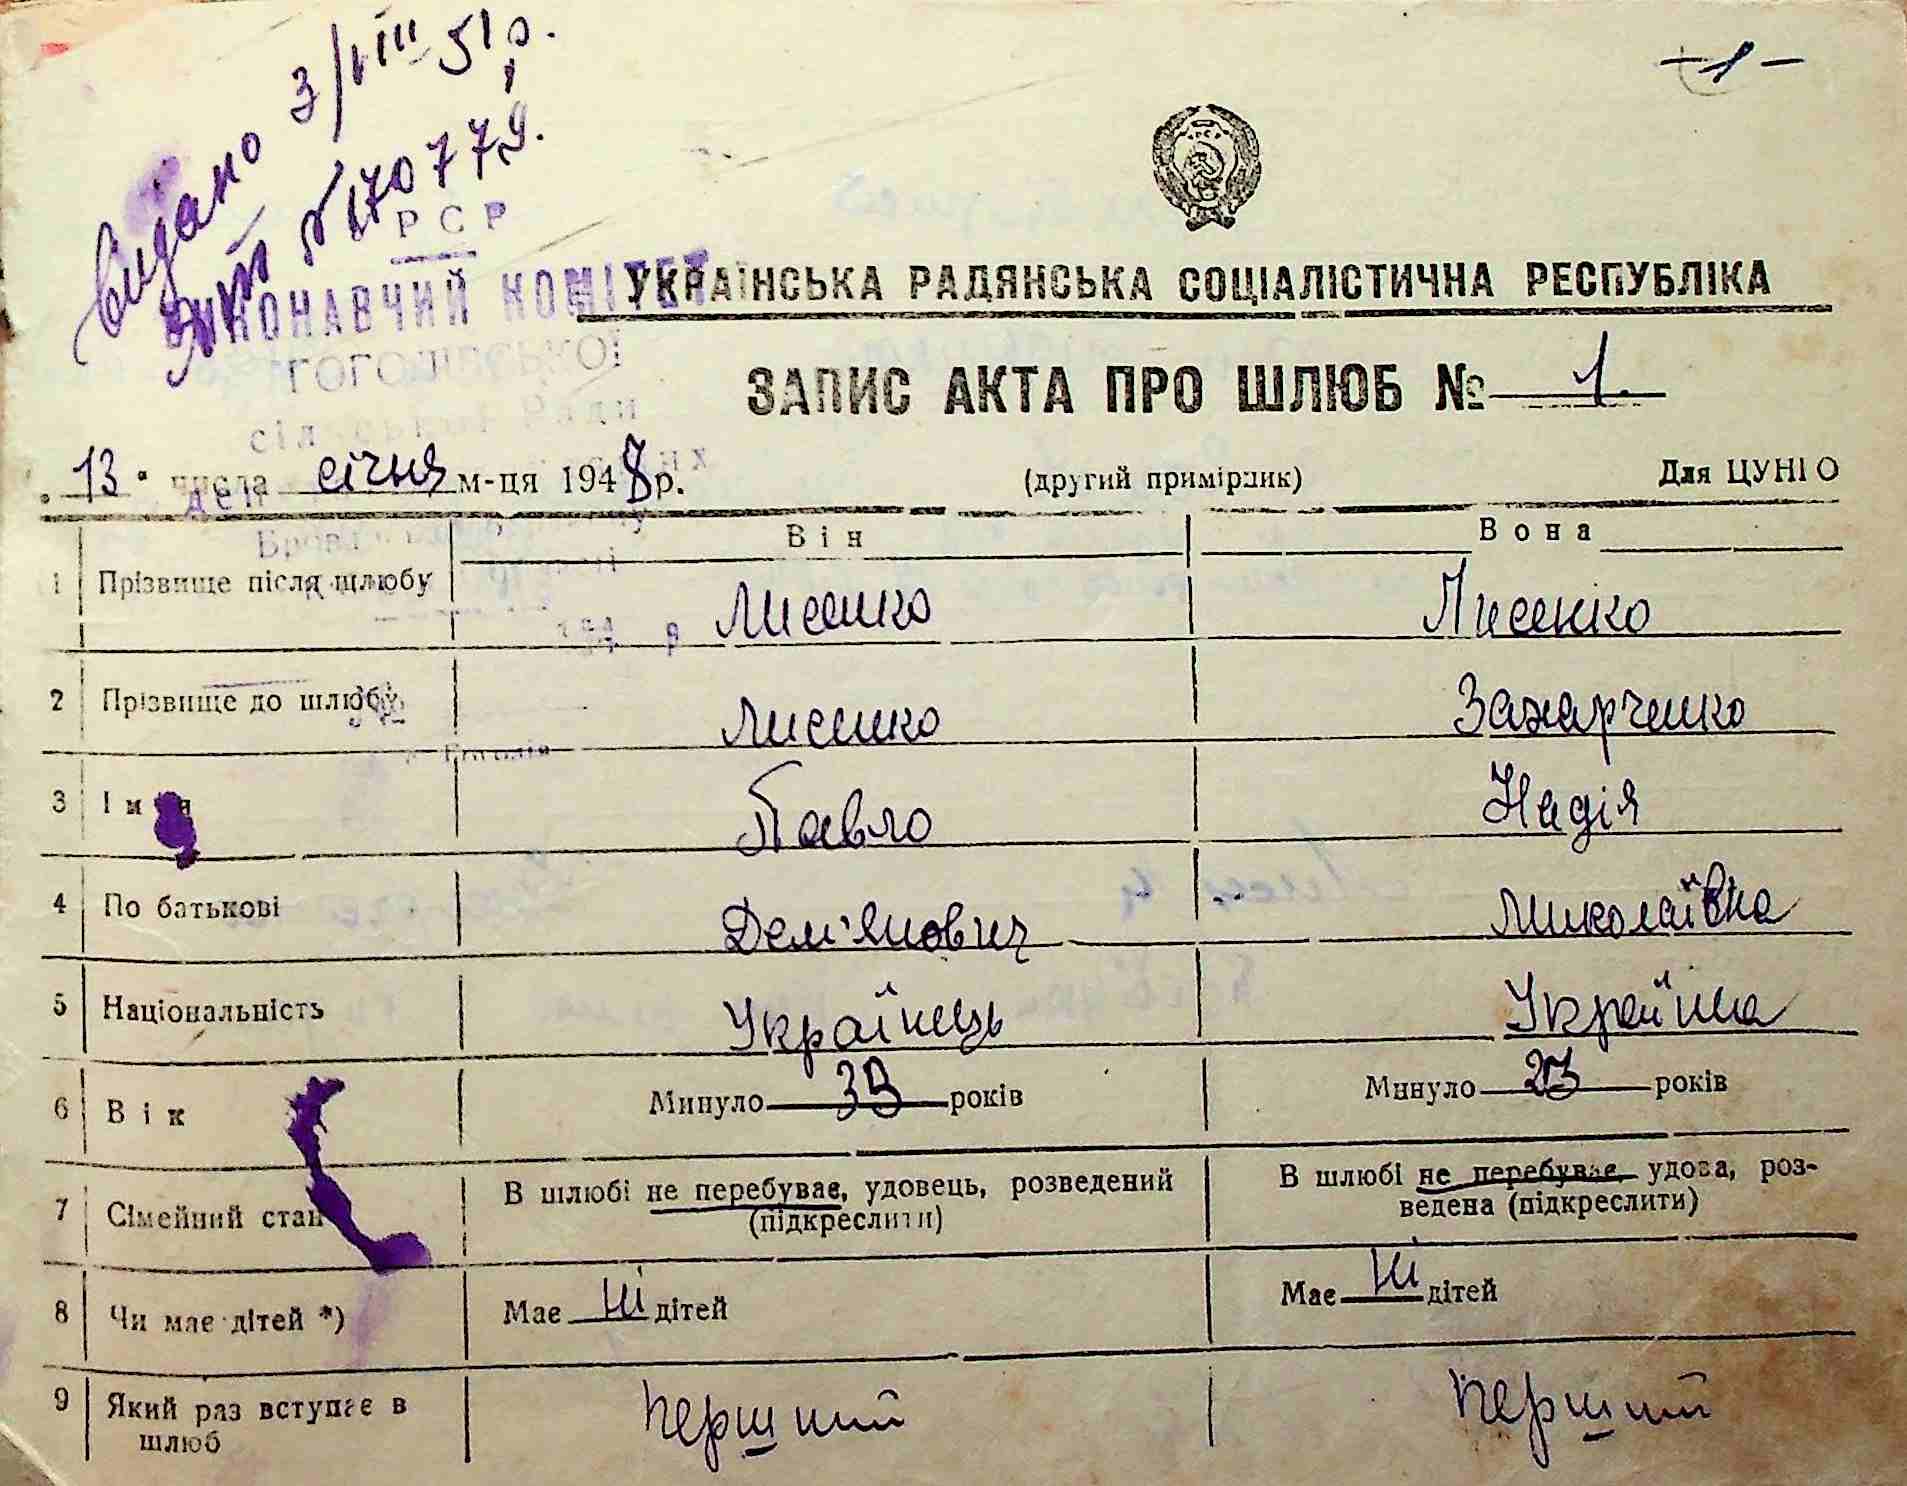 Видано 3/VIII 51 р.
№ 170779.
– 1 –
РСР
ВИКОНАВЧИЙ КОМІТЕТ
ГОГОЛІВСЬКОЇ
сільської Ради
УКРАЇНСЬКА РАДЯНСЬКА СОЦІАЛІСТИЧНА РЕСПУБЛІКА
ЗАПИС АКТА ПРО ШЛЮБ № 1.
„13“ числа січня м-ця 1948 р. (другий примірник) Для ЦУНГО
Він Вона
1 Прізвище після шлюбу Лисенко Лисенко
2 Прізвище до шлюбу Лисенко Захарченко
3 Ім'я Павло Надія
4 По батькові Дем'янович Миколаївна
5 Національність Українець Українка
6 Вік Минуло років Минуло 23 років
7 Сімейний стан В шлюбі не перебуває, удовець, розведений (підкреслити) В шлюбі не перебуває, удова, роз-
ведена (підкреслити)
8 Чи має дітей *) Має ні дітей Має ні дітей
9 Який раз вступає в перший перший
шлюб